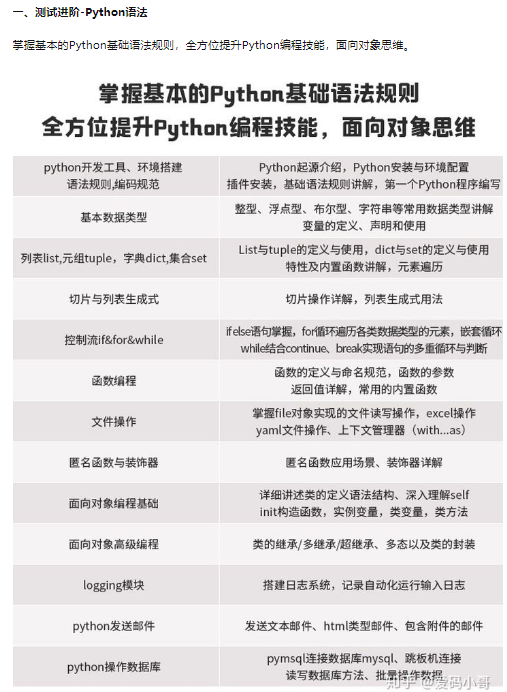 一、测试进阶-Python语法
掌握基本的Python基础语法规则，全方位提升Python编程技能，面向对象思维。
掌握基本的Python基础语法规则
全方位提升Python编程技能，面向对象思维
python开发工具、环境搭建
语法规则,编码规范
Python起源介绍，Python安装与环境配置
插件安装，基础语法规则讲解，第一个Python程序编写
基本数据类型
整型、浮点型、布尔型、字符串等常用数据类型讲解
变量的定义、声明和使用
列表list,元组tuple，字典dict,集合set
List与tuple的定义与使用，dict与set的定义与使用
特性及内置函数讲解，元素遍历
切片与列表生成式
切片操作详解，列表生成式用法
控制流if&for&while
if else语句掌握，for循环遍历各类数据类型的元素，嵌套循环
while结合continue、break实现语句的多重循环与判断
函数编程
函数的定义与命名规范，函数的参数
返回值详解，常用的内置函数
文件操作
掌握file对象实现的文件读写操作，excel操作
yaml文件操作、上下文管理器（with...as）
匿名函数与装饰器
匿名函数应用场景、装饰器详解
面向对象编程基础
详细讲述类的定义语法结构、深入理解self
init构造函数，实例变量，类变量，类方法
面向对象高级编程
类的继承/多继承/超继承、多态以及类的封装
logging模块
搭建日志系统，记录自动化运行输入日志
python发送邮件
发送文本邮件、html类型邮件、包含附件的邮件
python操作数据库
pymsql连接数据库mysql、跳板机连接
读写数据库方法、批量操作数据
知乎 @爱码小哥